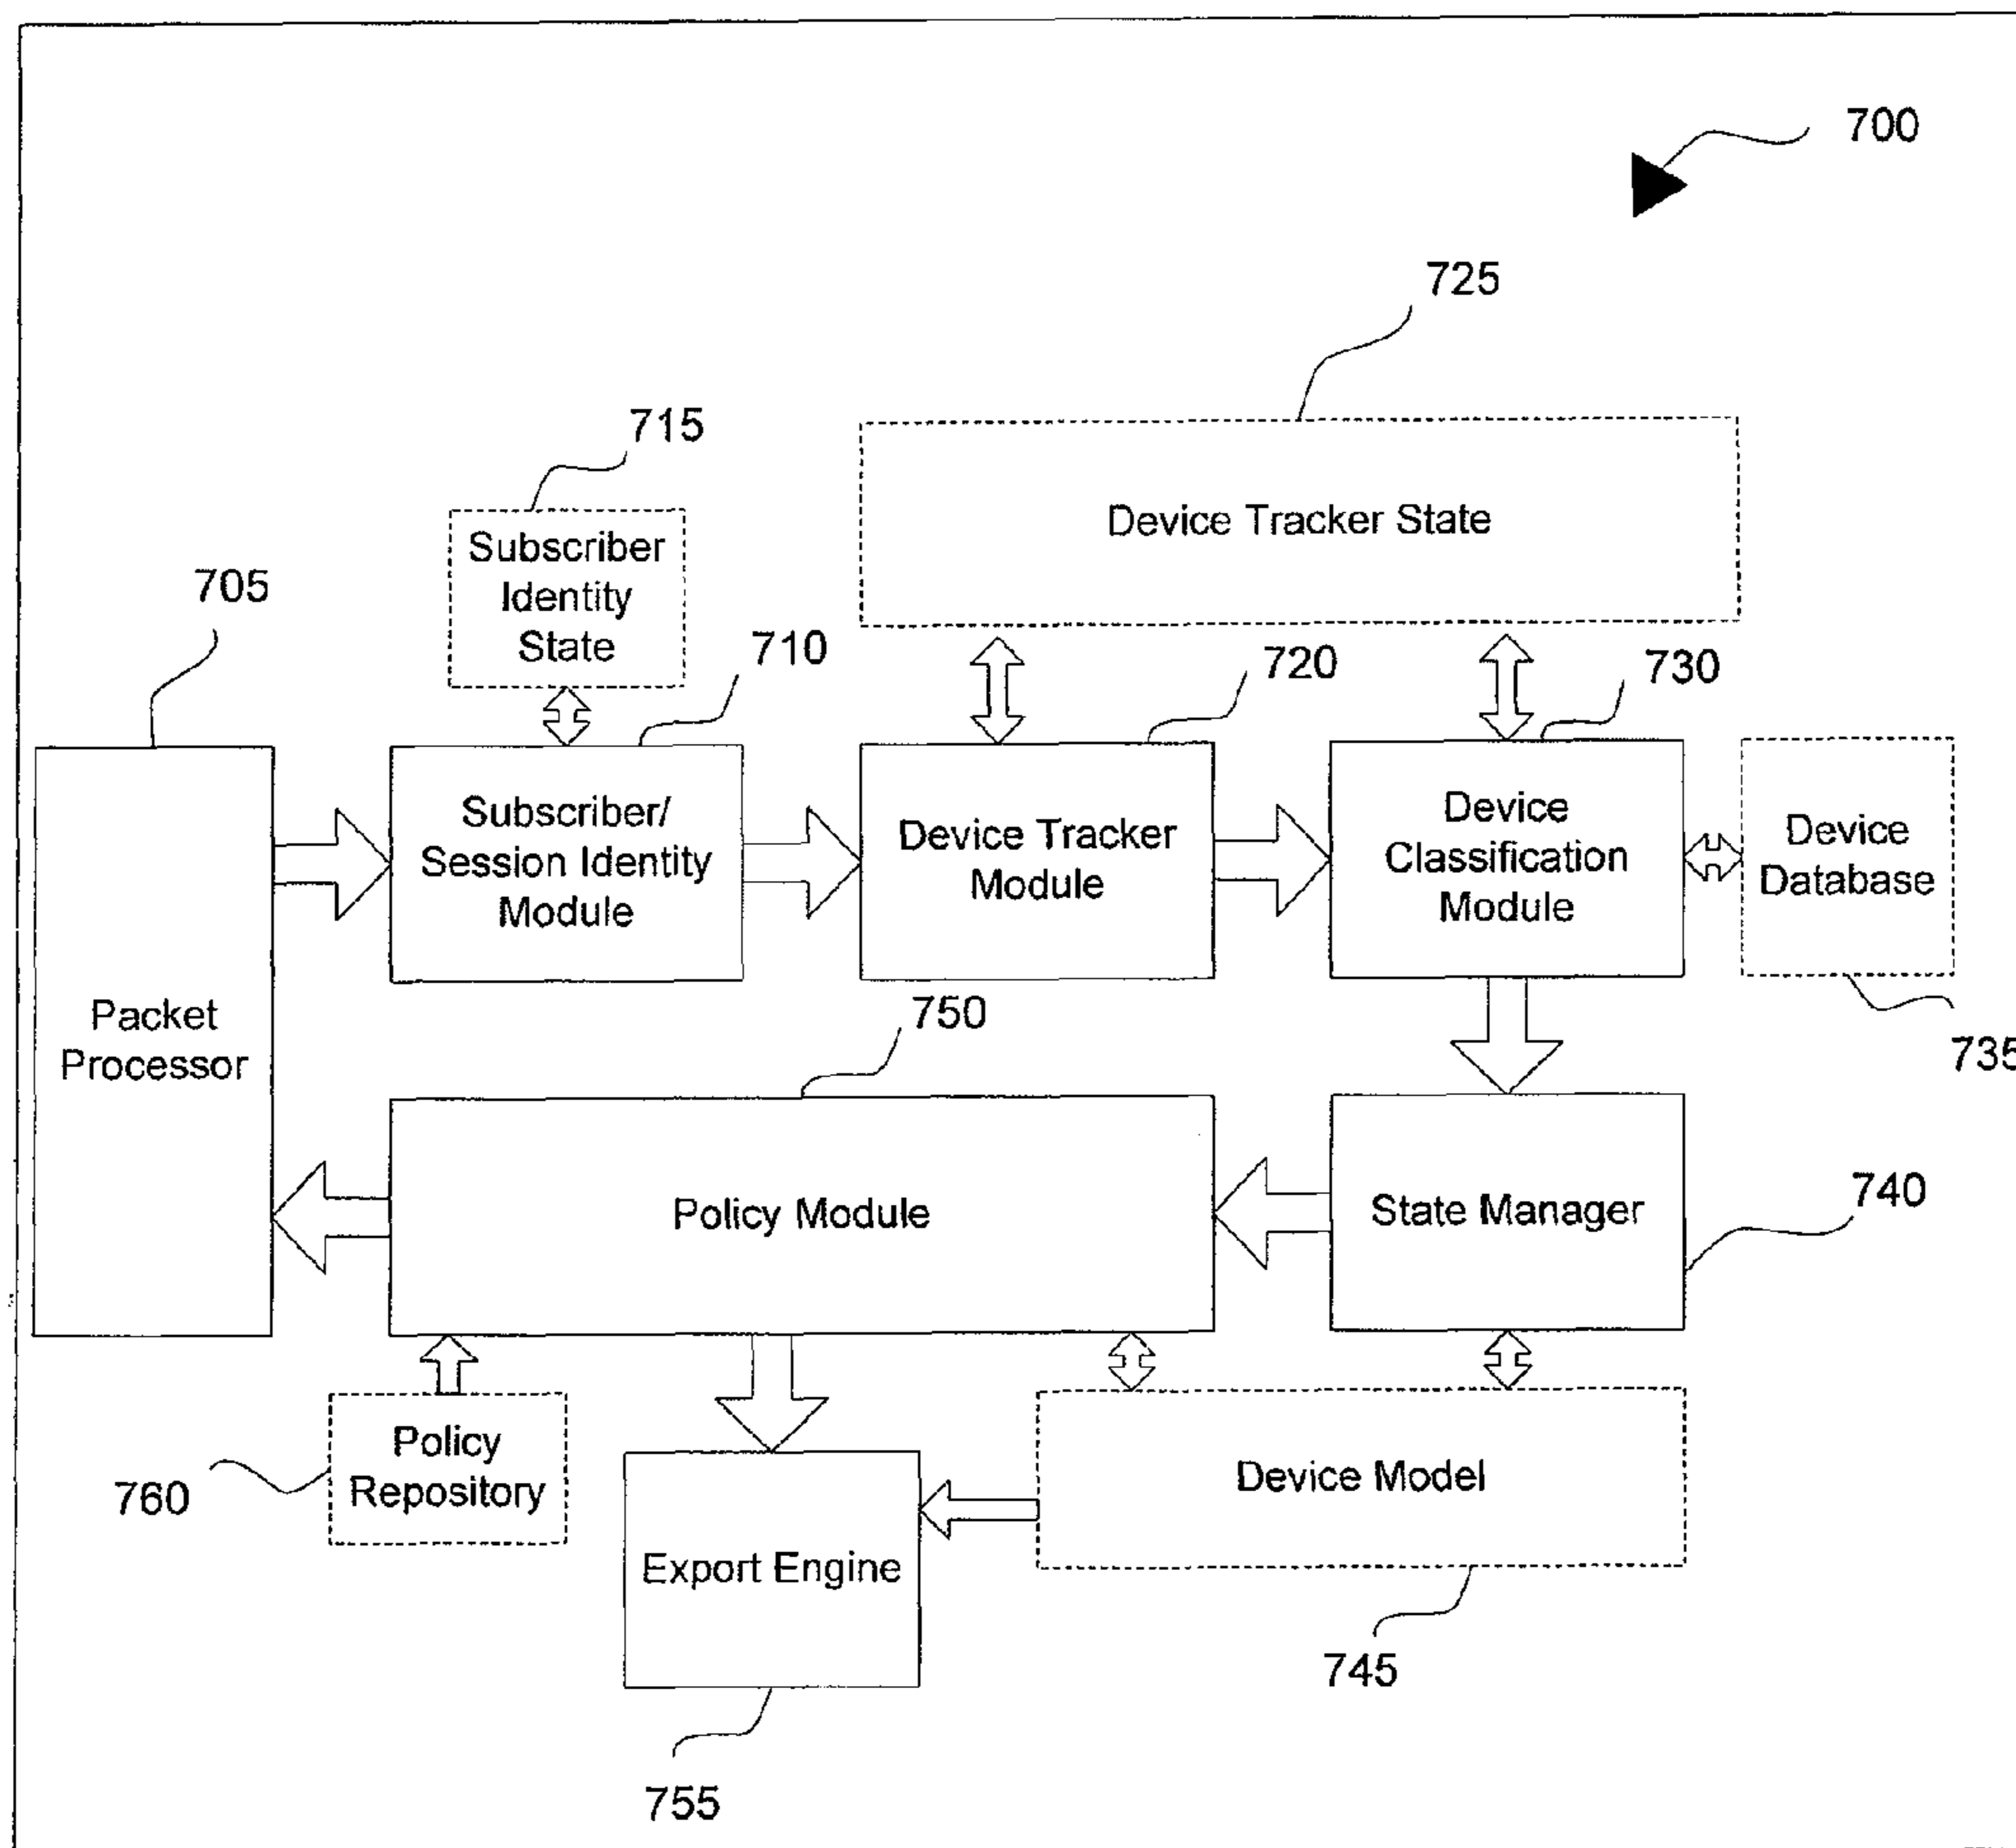 700
725
715
Device Tracker State
Subscriber
Identity
State
705
710
720
730
Subscriber/
Session Identity
Module
Device Tracker
Module
Device
Classification
Module
Device
Database
Packet
Processor
750
735
Policy Module
State Manager
740
Policy
Repository
760
Device Model
Export Engine
745
755